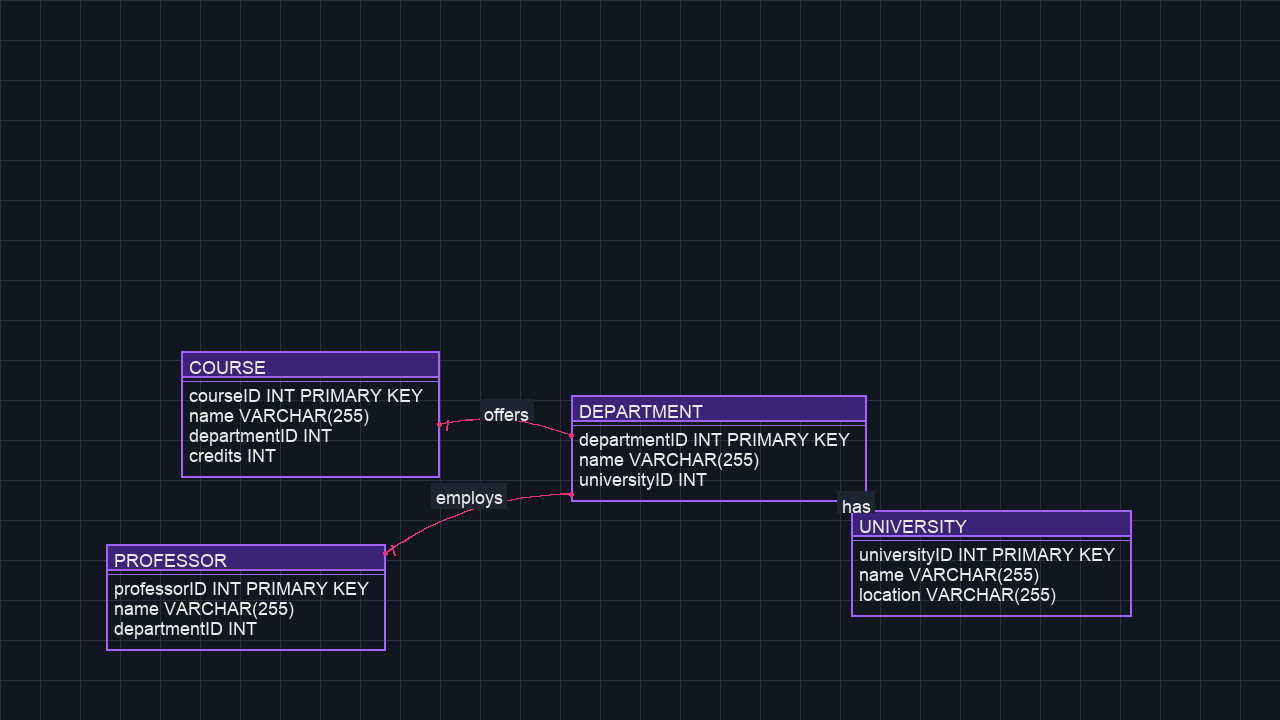 COURSE
courseID INT PRIMARY KEY
name VARCHAR(255)
departmentID INT
credits INT
offers
DEPARTMENT
departmentID INT PRIMARY KEY
name VARCHAR(255)
universityID INT
employs
has
UNIVERSITY
universityID INT PRIMARY KEY
name VARCHAR(255)
location VARCHAR(255)
PROFESSOR
professorID INT PRIMARY KEY
name VARCHAR(255)
departmentID INT